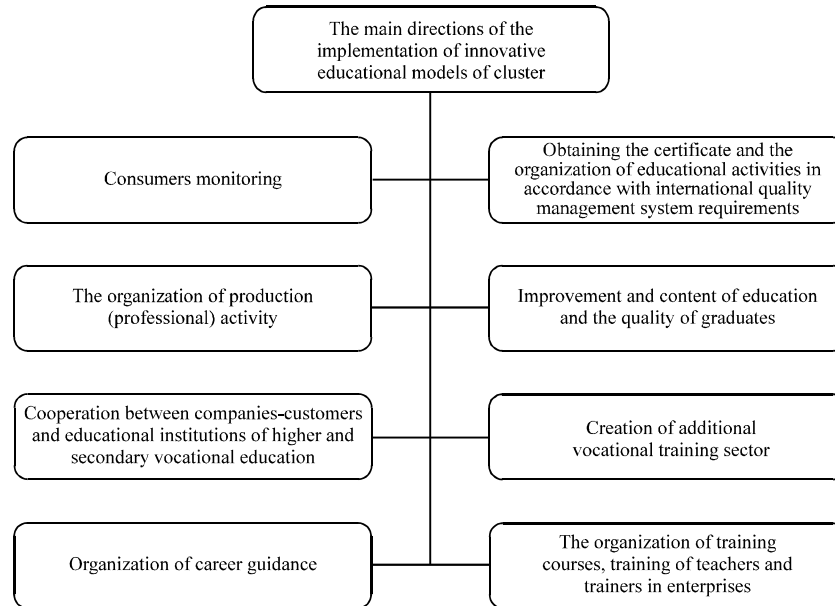 The main directions of the
implementation of innovative
educational models of cluster
Consumers monitoring
Obtaining the certificate and the
organization of educational activities in
accordance with international quality
management system requirements
The organization of production
(professional) activity
Improvement and content of education
and the quality of graduates
Cooperation between companies-customers
and educational institutions of higher and
secondary vocational education
Creation of additional
vocational training sector
Organization of career guidance
The organization of training
courses, training of teachers and
trainers in enterprises